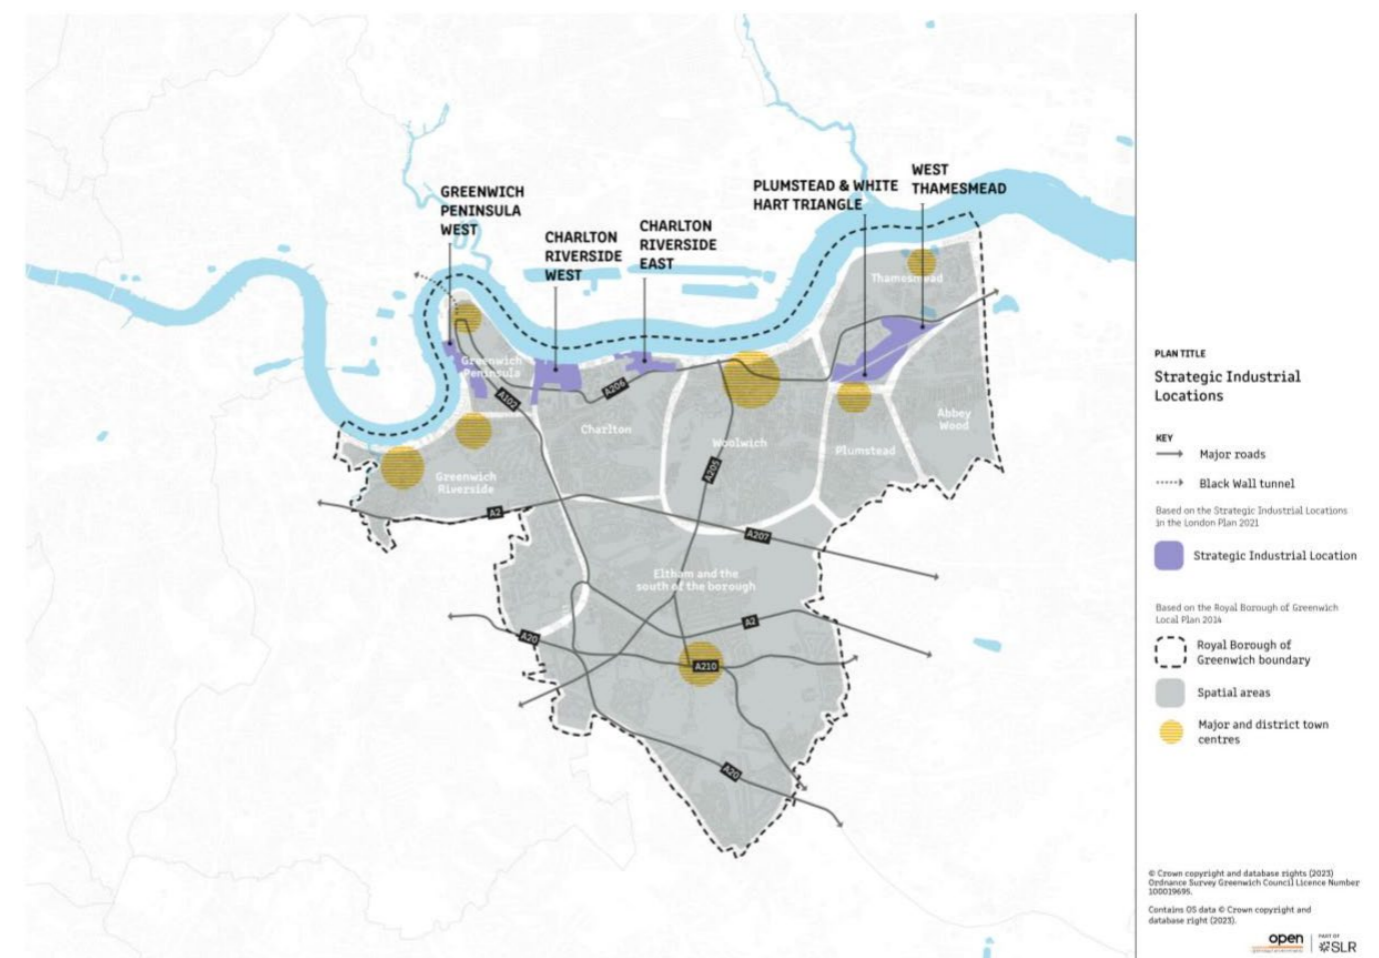 GREENWICH
PENINSULA
WEST
CHARLTON
RIVERSIDE
WEST
CHARLTON
RIVERSIDE
EAST
PLUMSTEAD & WHITE
HART TRIANGLE
WEST
THAMESMEAD
Thamesmead
Greenwich
Peninsula
A102
A206
Charlton
Woolwich
Abbey
Wood
Plumstead
Greenwich
Riverside
A205
A2
A207
Eltham and the
south of the borough
A2
A20
A210
A20
PLAN TITLE
Strategic Industrial
Locations
KEY
Major roads
Black Wall tunnel
Based on the Strategic Industrial Locations
in the London Plan 2021
Strategic Industrial Location
Based on the Royal Borough of Greenwich
Local Plan 2014
Royal Borough of
Greenwich boundary
Spatial areas
Major and district town
centres
© Crown copyright and database rights (2023)
Ordnance Survey Greenwich Council Licence Number
100019695.
Contains OS data © Crown copyright and
database right (2023).
open
PART OF
SLR